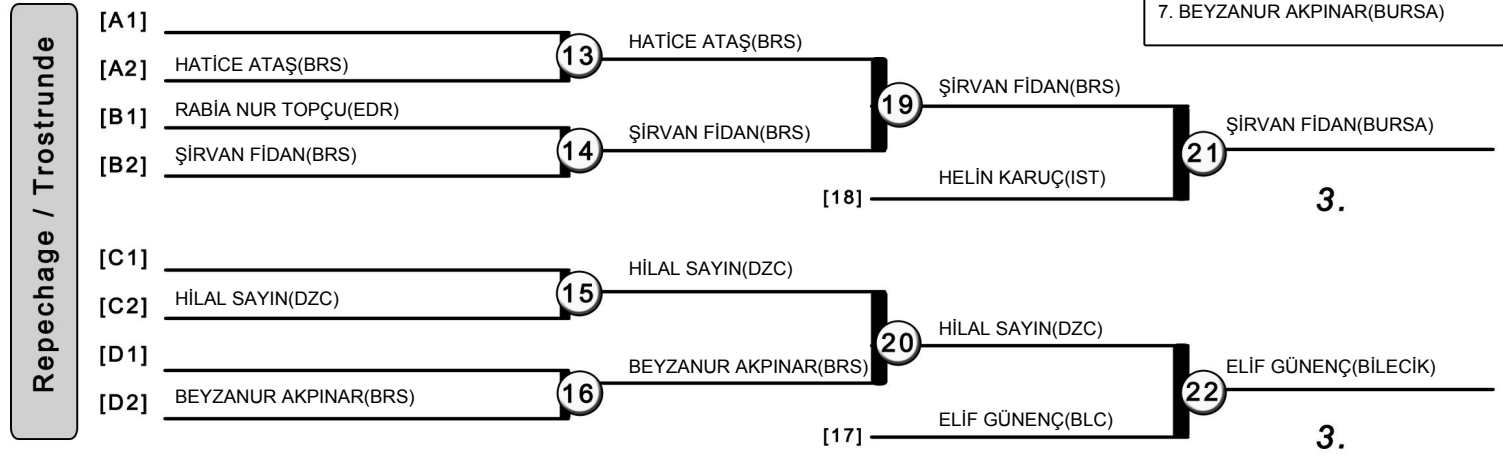 7. BEYZANUR AKPINAR(BURSA)
Repechage / Trostrunde
[A1]
[A2] HATİCE ATAŞ(BRS)
13
HATİCE ATAŞ(BRS)
[B1] RABİA NUR TOPÇU(EDR)
[B2] ŞİRVAN FİDAN(BRS)
14
ŞİRVAN FİDAN(BRS)
19
ŞİRVAN FİDAN(BRS)
[18] HELİN KARUÇ(IST)
21
ŞİRVAN FİDAN(BURSA)
3.
[C1]
[C2] HİLAL SAYIN(DZC)
15
HİLAL SAYIN(DZC)
[D1]
[D2] BEYZANUR AKPINAR(BRS)
16
BEYZANUR AKPINAR(BRS)
20
HİLAL SAYIN(DZC)
[17] ELİF GÜNENÇ(BLC)
22
ELİF GÜNENÇ(BİLECİK)
3.